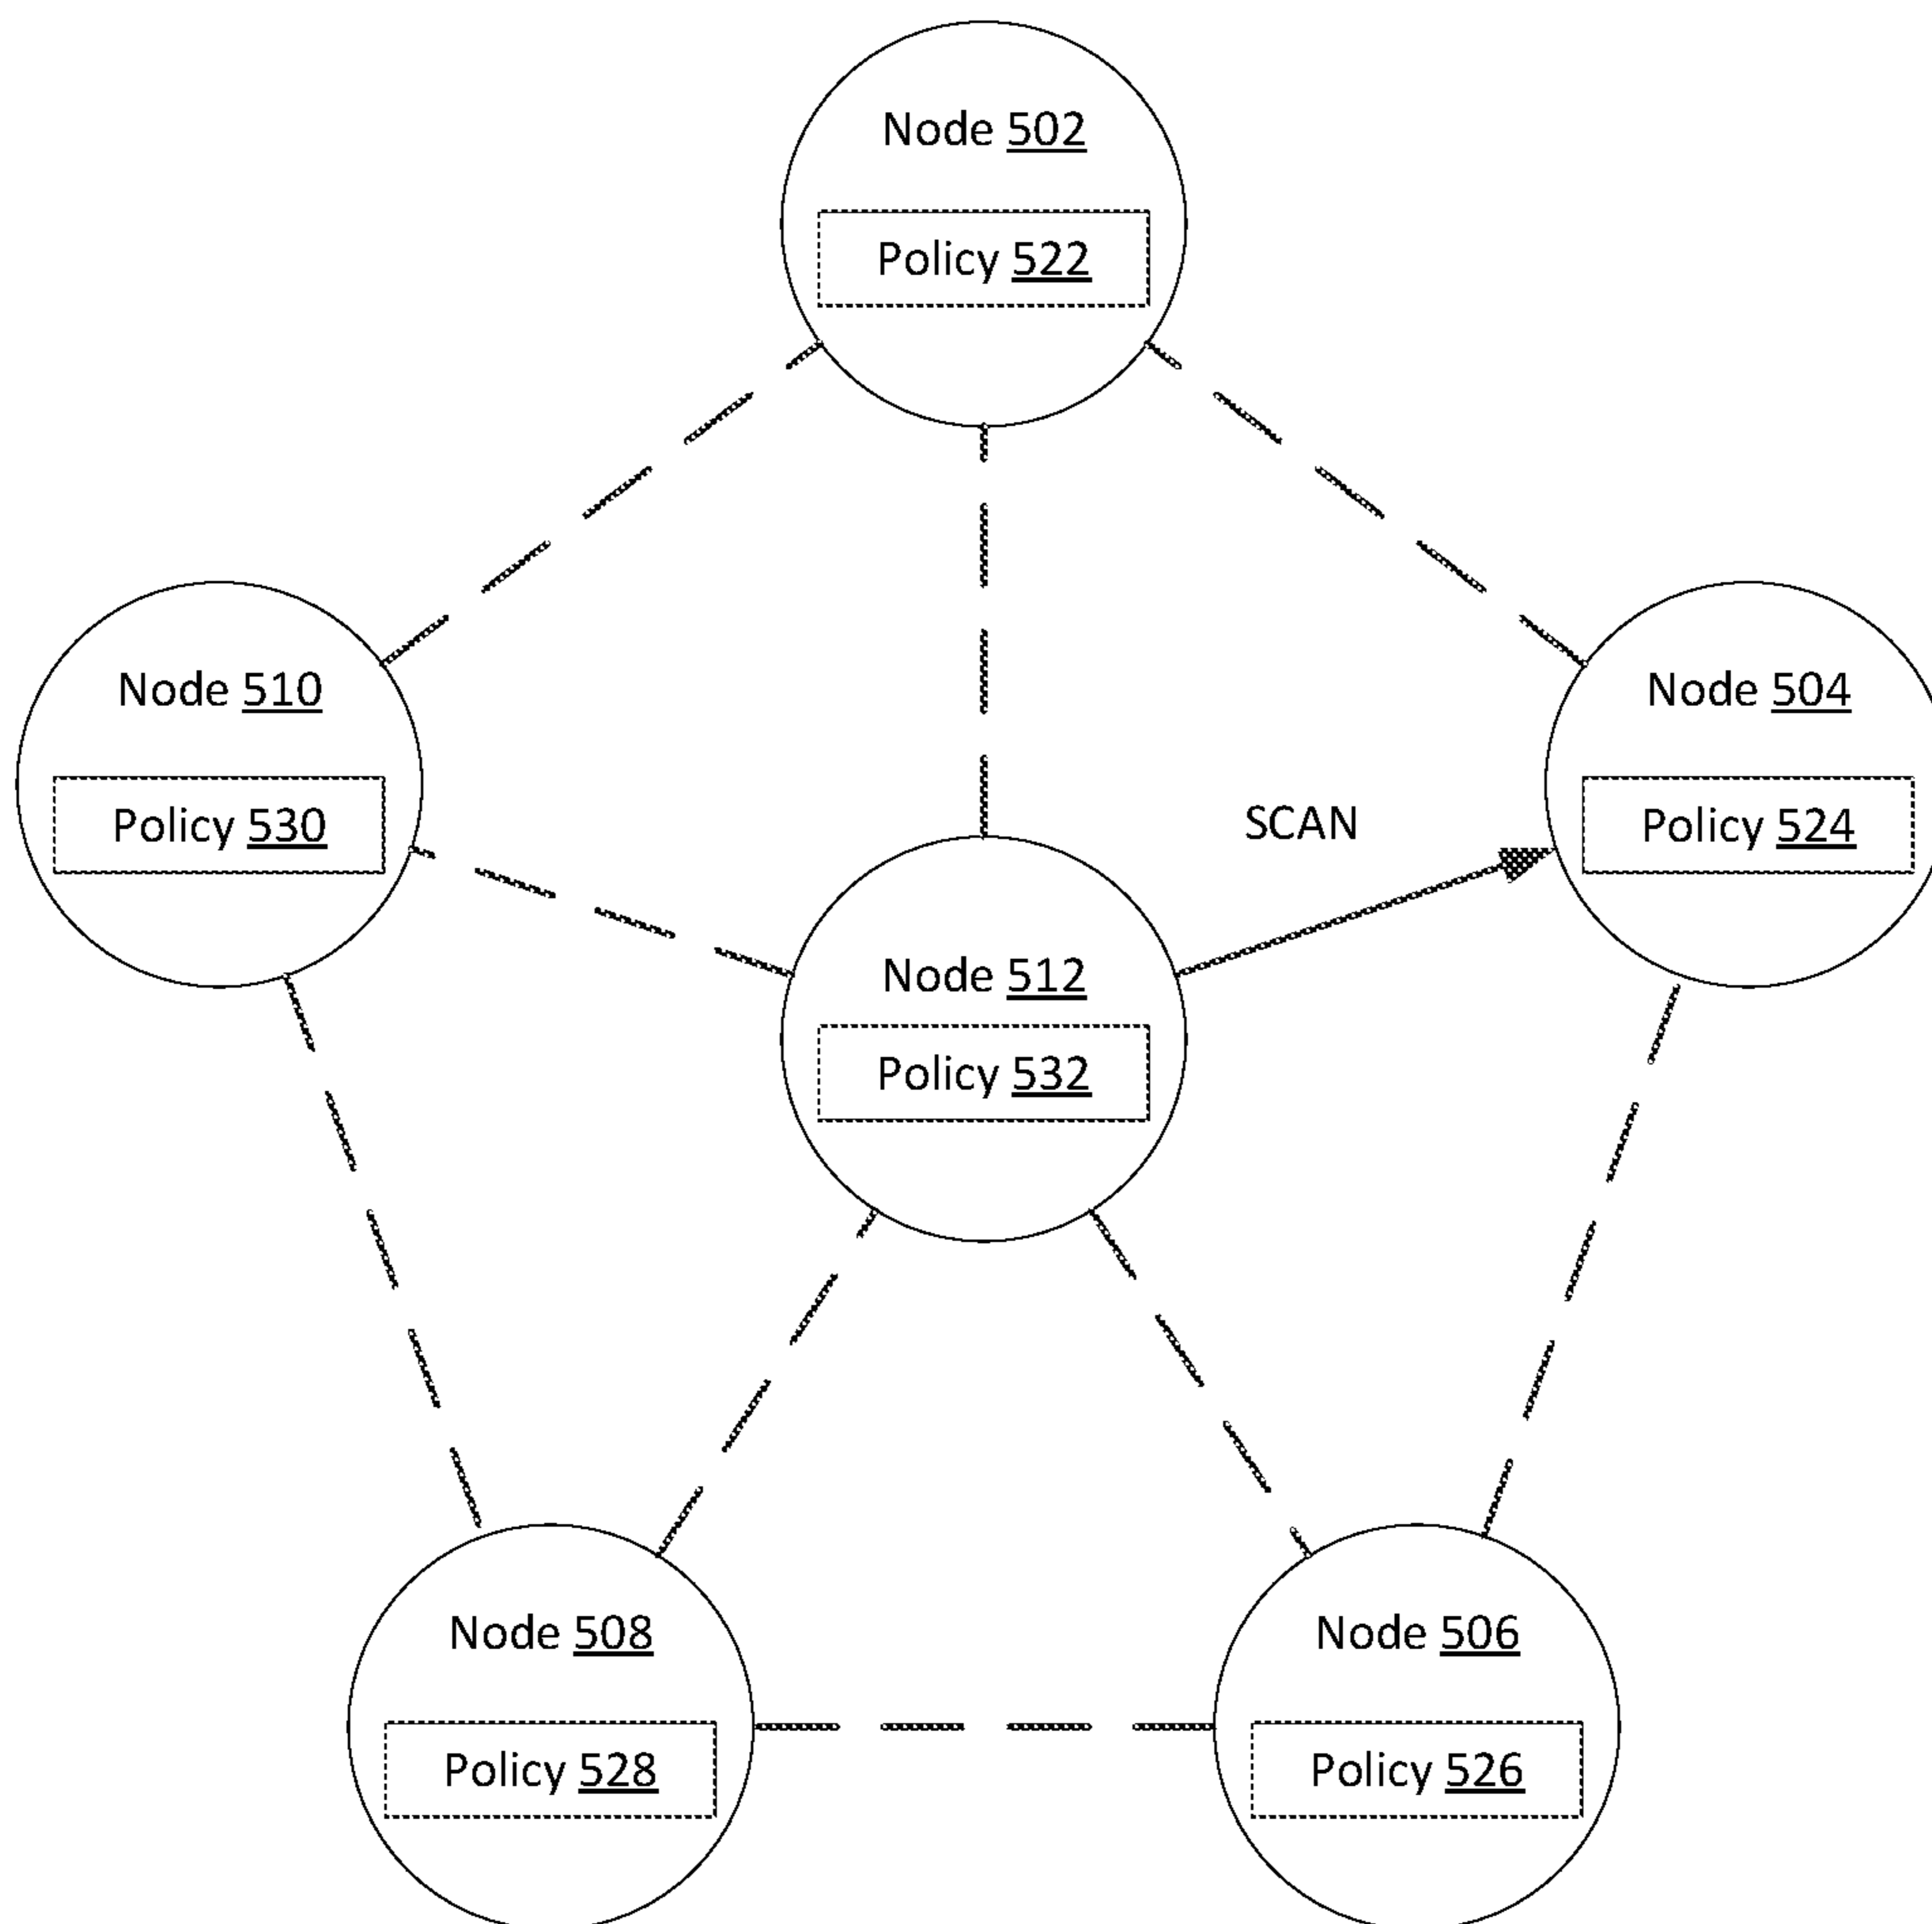 Node 502
Policy 522
Node 510
Policy 530
Node 504
Policy 524
SCAN
Node 512
Policy 532
Node 508
Policy 528
Node 506
Policy 526